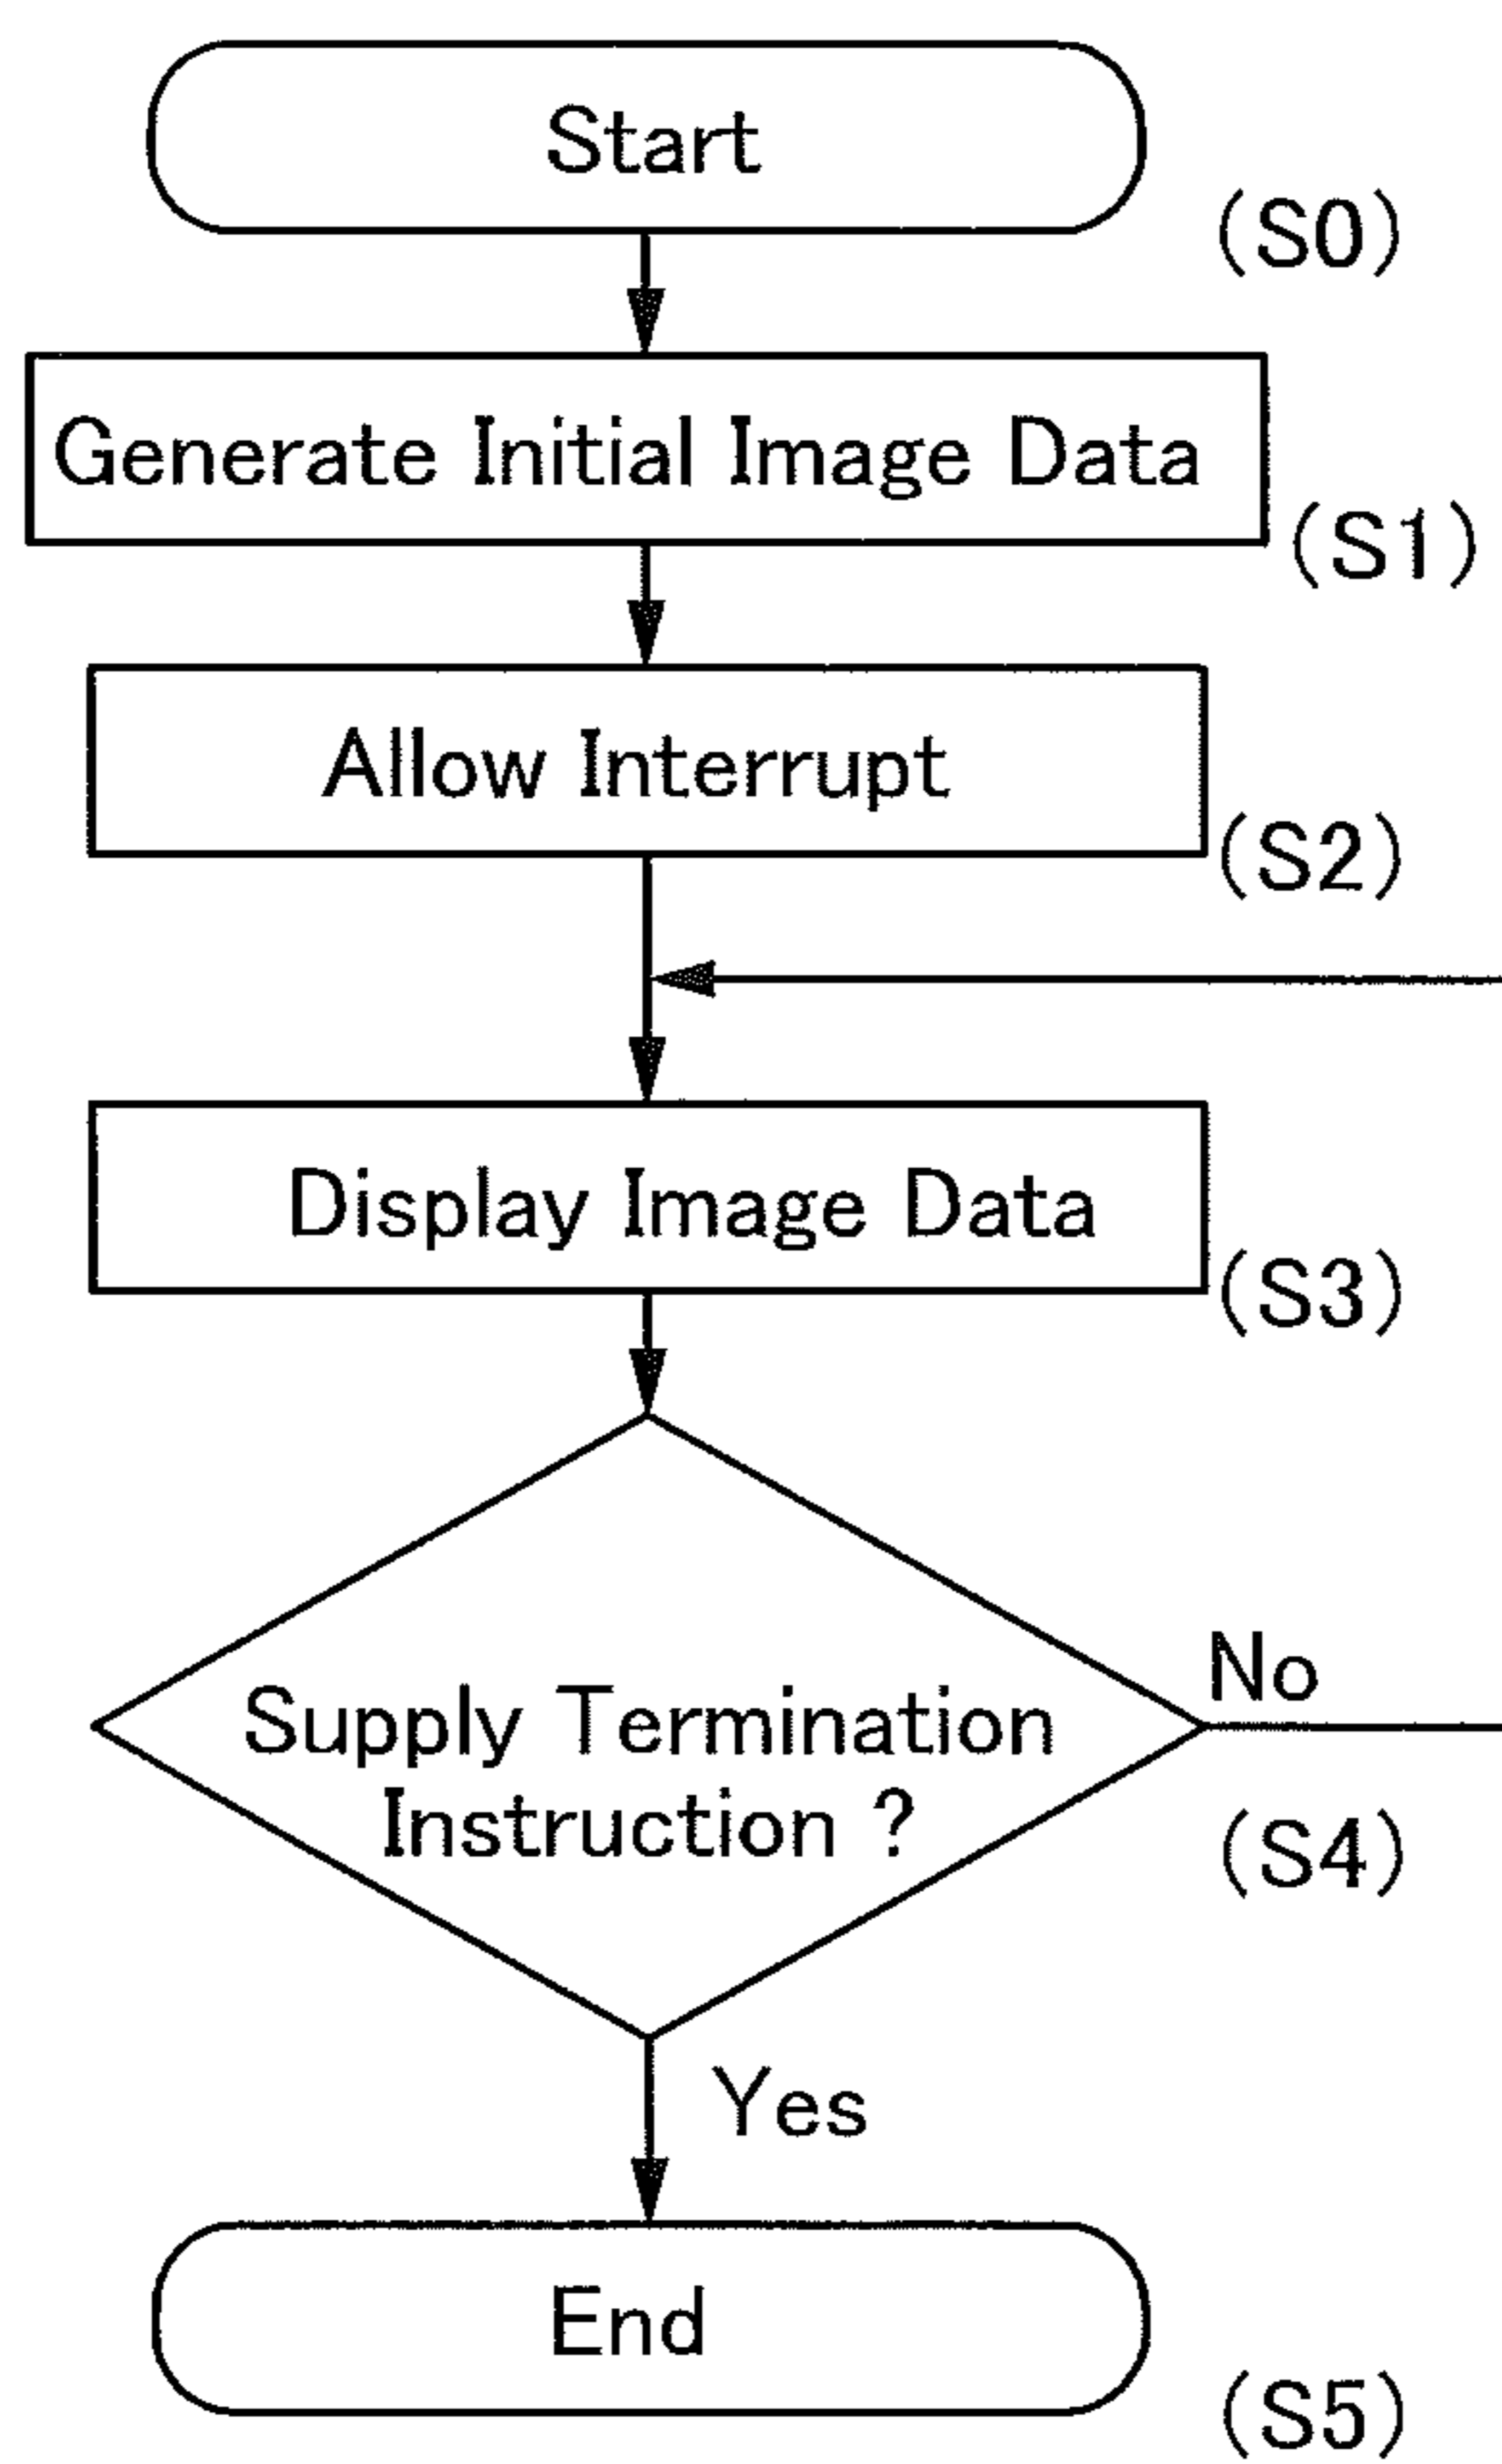 Start
(S0)
Generate Initial Image Data
(S1)
Allow Interrupt
(S2)
Display Image Data
(S3)
No
Supply Termination
Instruction ?
(S4)
Yes
End
(S5)